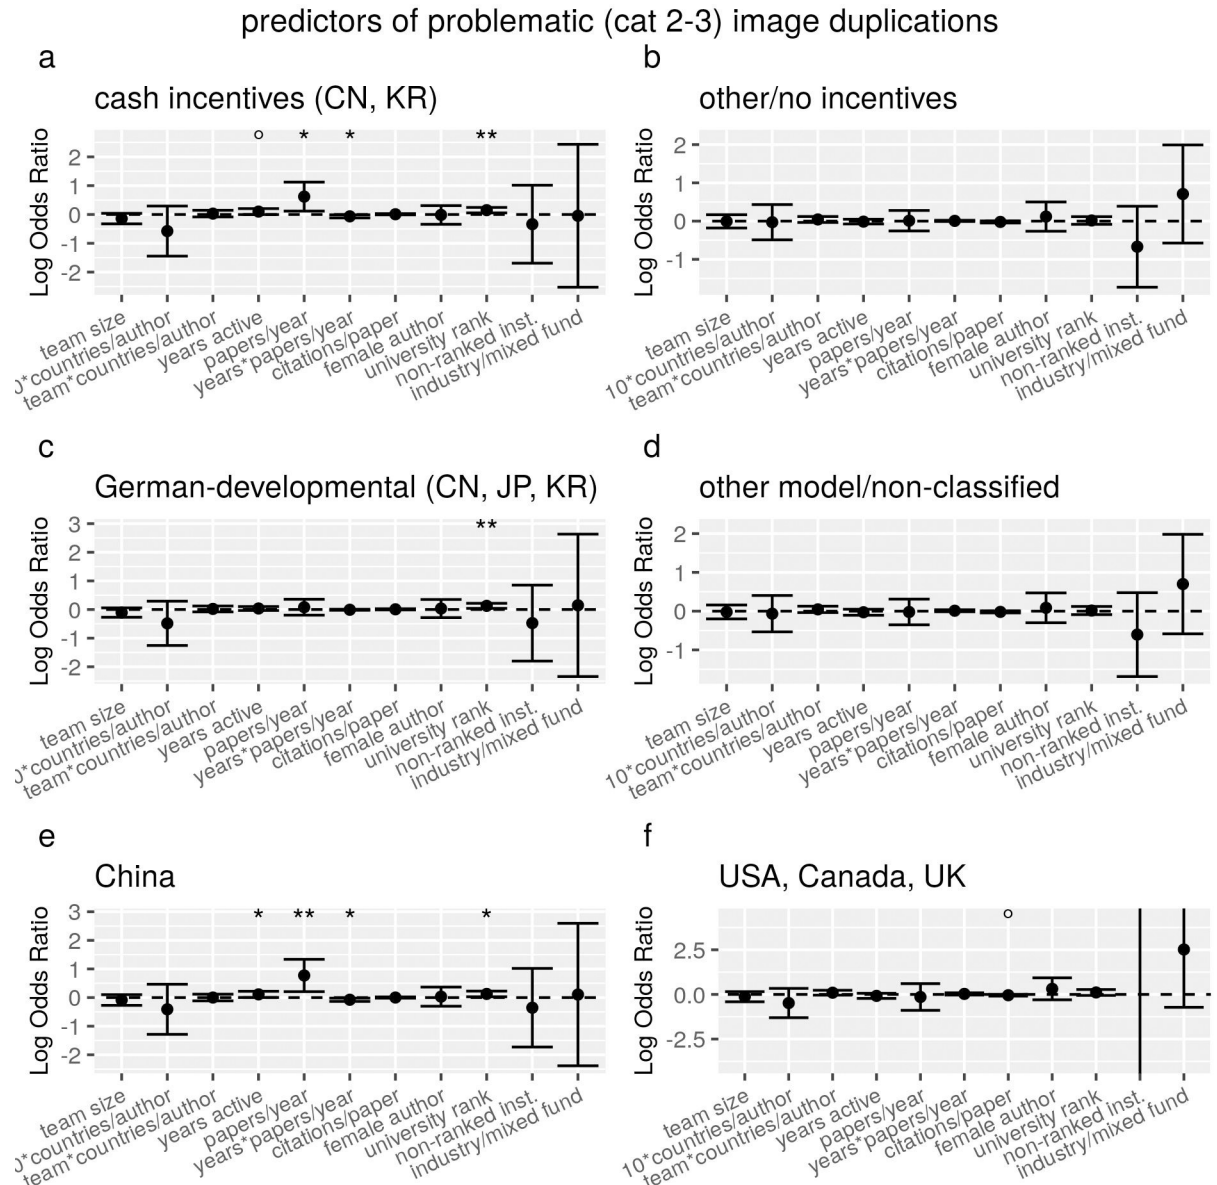 predictors of problematic (cat 2-3) image duplications
a
cash incentives (CN, KR)
Log Odds Ratio
2
1
0
-1
-2
° * * **
team size
0*countries/author
team*countries/author
years active
papers/year
years*papers/year
citations/paper
female author
university rank
non-ranked inst.
industry/mixed fund
b
other/no incentives
Log Odds Ratio
2
1
0
-1
team size
10*countries/author
team*countries/author
years active
papers/year
years*papers/year
citations/paper
female author
university rank
non-ranked inst.
industry/mixed fund
c
German-developmental (CN, JP, KR)
Log Odds Ratio
3
2
1
0
-1
-2
**
team size
0*countries/author
team*countries/author
years active
papers/year
years*papers/year
citations/paper
female author
university rank
non-ranked inst.
industry/mixed fund
d
other model/non-classified
Log Odds Ratio
2
1
0
-1
team size
10*countries/author
team*countries/author
years active
papers/year
years*papers/year
citations/paper
female author
university rank
non-ranked inst.
industry/mixed fund
e
China
Log Odds Ratio
3
2
1
0
-1
-2
* ** * *
team size
0*countries/author
team*countries/author
years active
papers/year
years*papers/year
citations/paper
female author
university rank
non-ranked inst.
industry/mixed fund
f
USA, Canada, UK
Log Odds Ratio
2.5
0.0
-2.5
°
team size
10*countries/author
team*countries/author
years active
papers/year
years*papers/year
citations/paper
female author
university rank
non-ranked inst.
industry/mixed fund